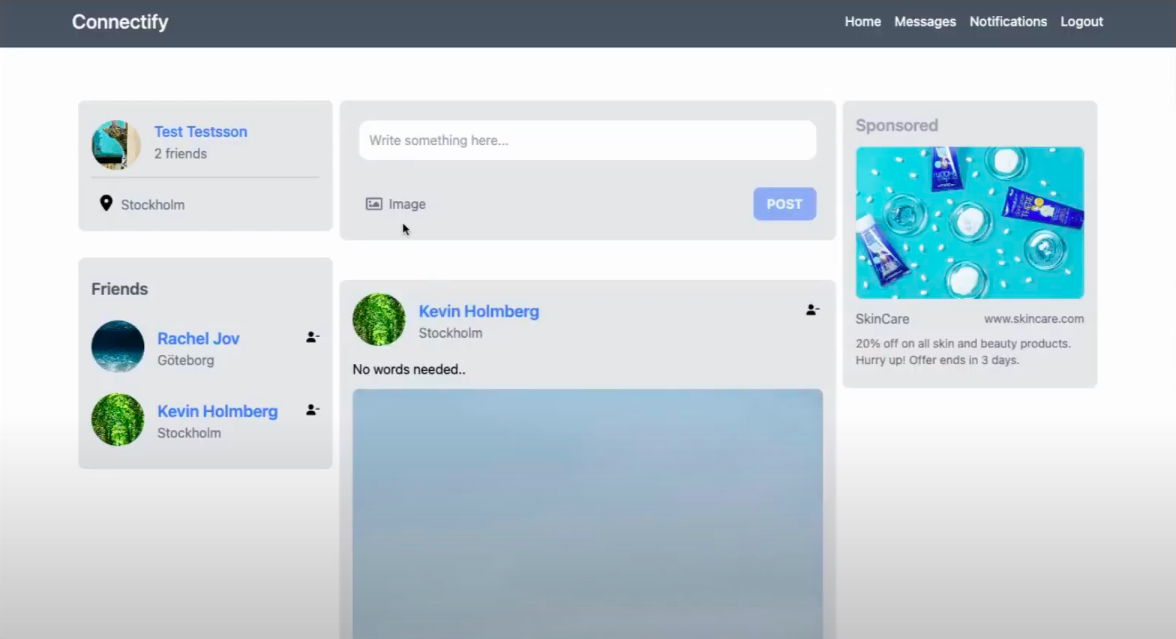 Connectify
Home Messages Notifications Logout
Test Testsson
2 friends
Stockholm
Friends
Rachel Jov
Göteborg
Kevin Holmberg
Stockholm
Write something here...
Image
POST
Kevin Holmberg
Stockholm
No words needed..
Sponsored
SkinCare www.skincare.com
20% off on all skin and beauty products.
Hurry up! Offer ends in 3 days.